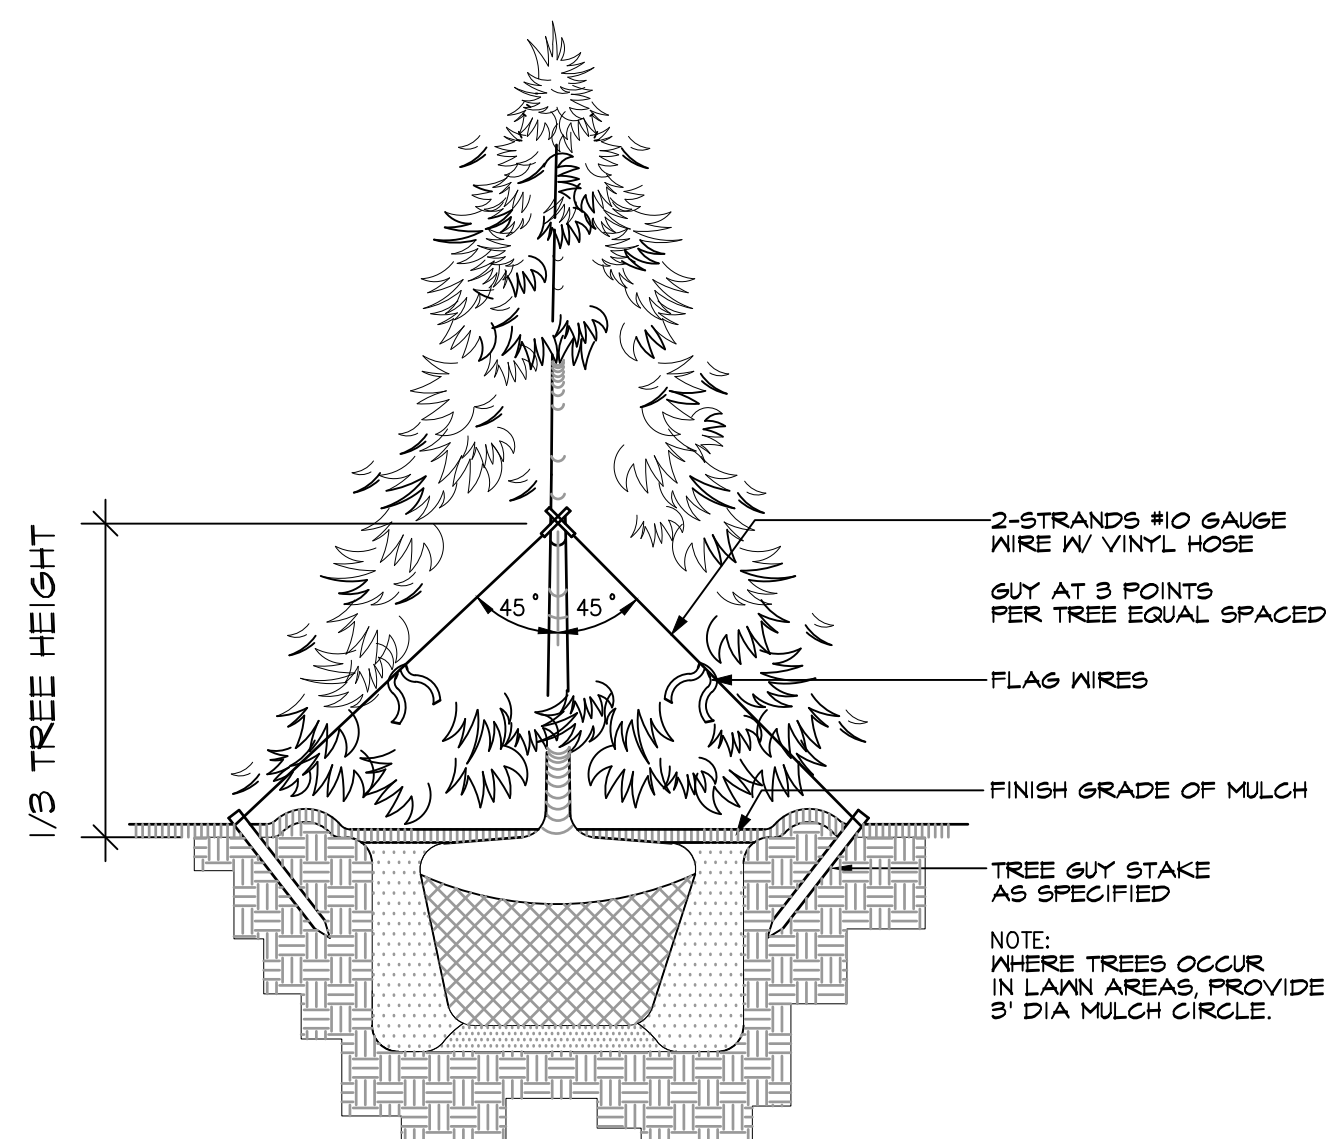 2-STRANDS #10 GAUGE
WIRE W/ VINYL HOSE
GUY AT 3 POINTS
PER TREE EQUAL SPACED
45° 45°
1/3 TREE HEIGHT
FLAG WIRES
FINISH GRADE OF MULCH
TREE GUY STAKE
AS SPECIFIED
NOTE:
WHERE TREES OCCUR
IN LAWN AREAS, PROVIDE
3' DIA MULCH CIRCLE.